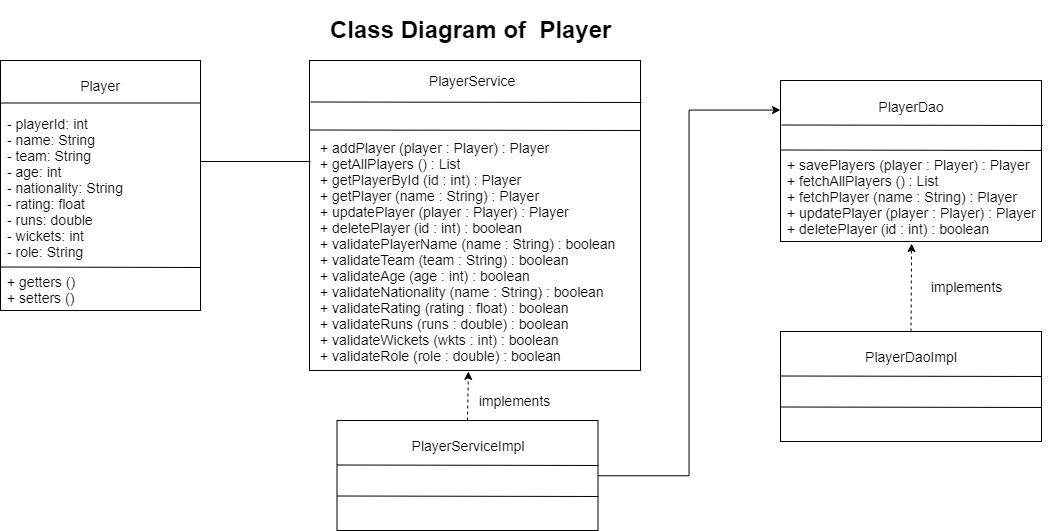 Class Diagram of  Player
Player
- playerId: int
- name: String
- team: String
- age: int
- nationality: String
- rating: float
- runs: double
- wickets: int
- role: String
+ getters ()
+ setters ()
PlayerService
+ addPlayer (player : Player) : Player
+ getAllPlayers () : List
+ getPlayerById (id : int) : Player
+ getPlayer (name : String) : Player
+ updatePlayer (player : Player) : Player
+ deletePlayer (id : int) : boolean
+ validatePlayerName (name : String) : boolean
+ validateTeam (team : String) : boolean
+ validateAge (age : int) : boolean
+ validateNationality (name : String) : boolean
+ validateRating (rating : float) : boolean
+ validateRuns (runs : double) : boolean
+ validateWickets (wkts : int) : boolean
+ validateRole (role : double) : boolean
implements
PlayerServiceImpl
PlayerDao
+ savePlayers (player : Player) : Player
+ fetchAllPlayers () : List
+ fetchPlayer (name : String) : Player
+ updatePlayer (player : Player) : Player
+ deletePlayer (id : int) : boolean
implements
PlayerDaoImpl